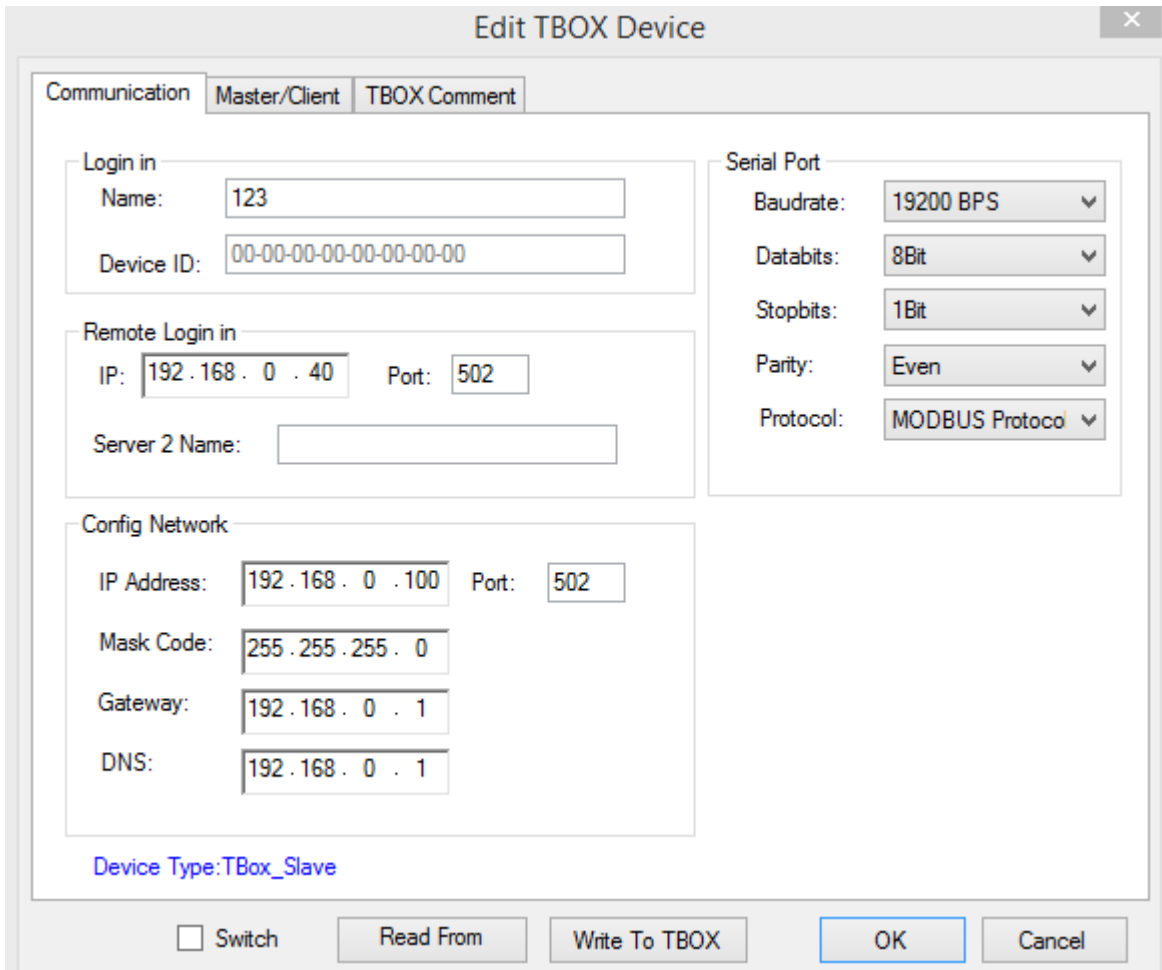 Edit TBOX Device
Communication Master/Client TBOX Comment
Login in
Name: 123
Device ID: 00-00-00-00-00-00-00-00
Remote Login in
IP: 192 . 168 . 0 . 40 Port: 502
Server 2 Name:
Config Network
IP Address: 192 . 168 . 0 . 100 Port: 502
Mask Code: 255 . 255 . 255 . 0
Gateway: 192 . 168 . 0 . 1
DNS: 192 . 168 . 0 . 1
Serial Port
Baudrate: 19200 BPS
Databits: 8Bit
Stopbits: 1Bit
Parity: Even
Protocol: MODBUS Protocol
Device Type:TBox_Slave
Switch Read From Write To TBOX OK Cancel